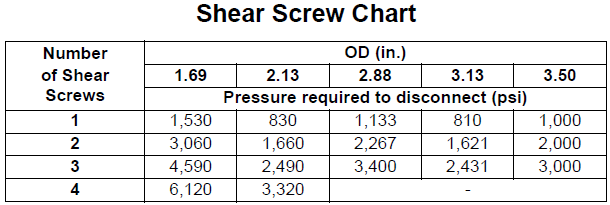 Shear Screw Chart
Number of Shear Screws OD (in.)
1.69 2.13 2.88 3.13 3.50
Pressure required to disconnect (psi)
1 1,530 830 1,133 810 1,000
2 3,060 1,660 2,267 1,621 2,000
3 4,590 2,490 3,400 2,431 3,000
4 6,120 3,320 -